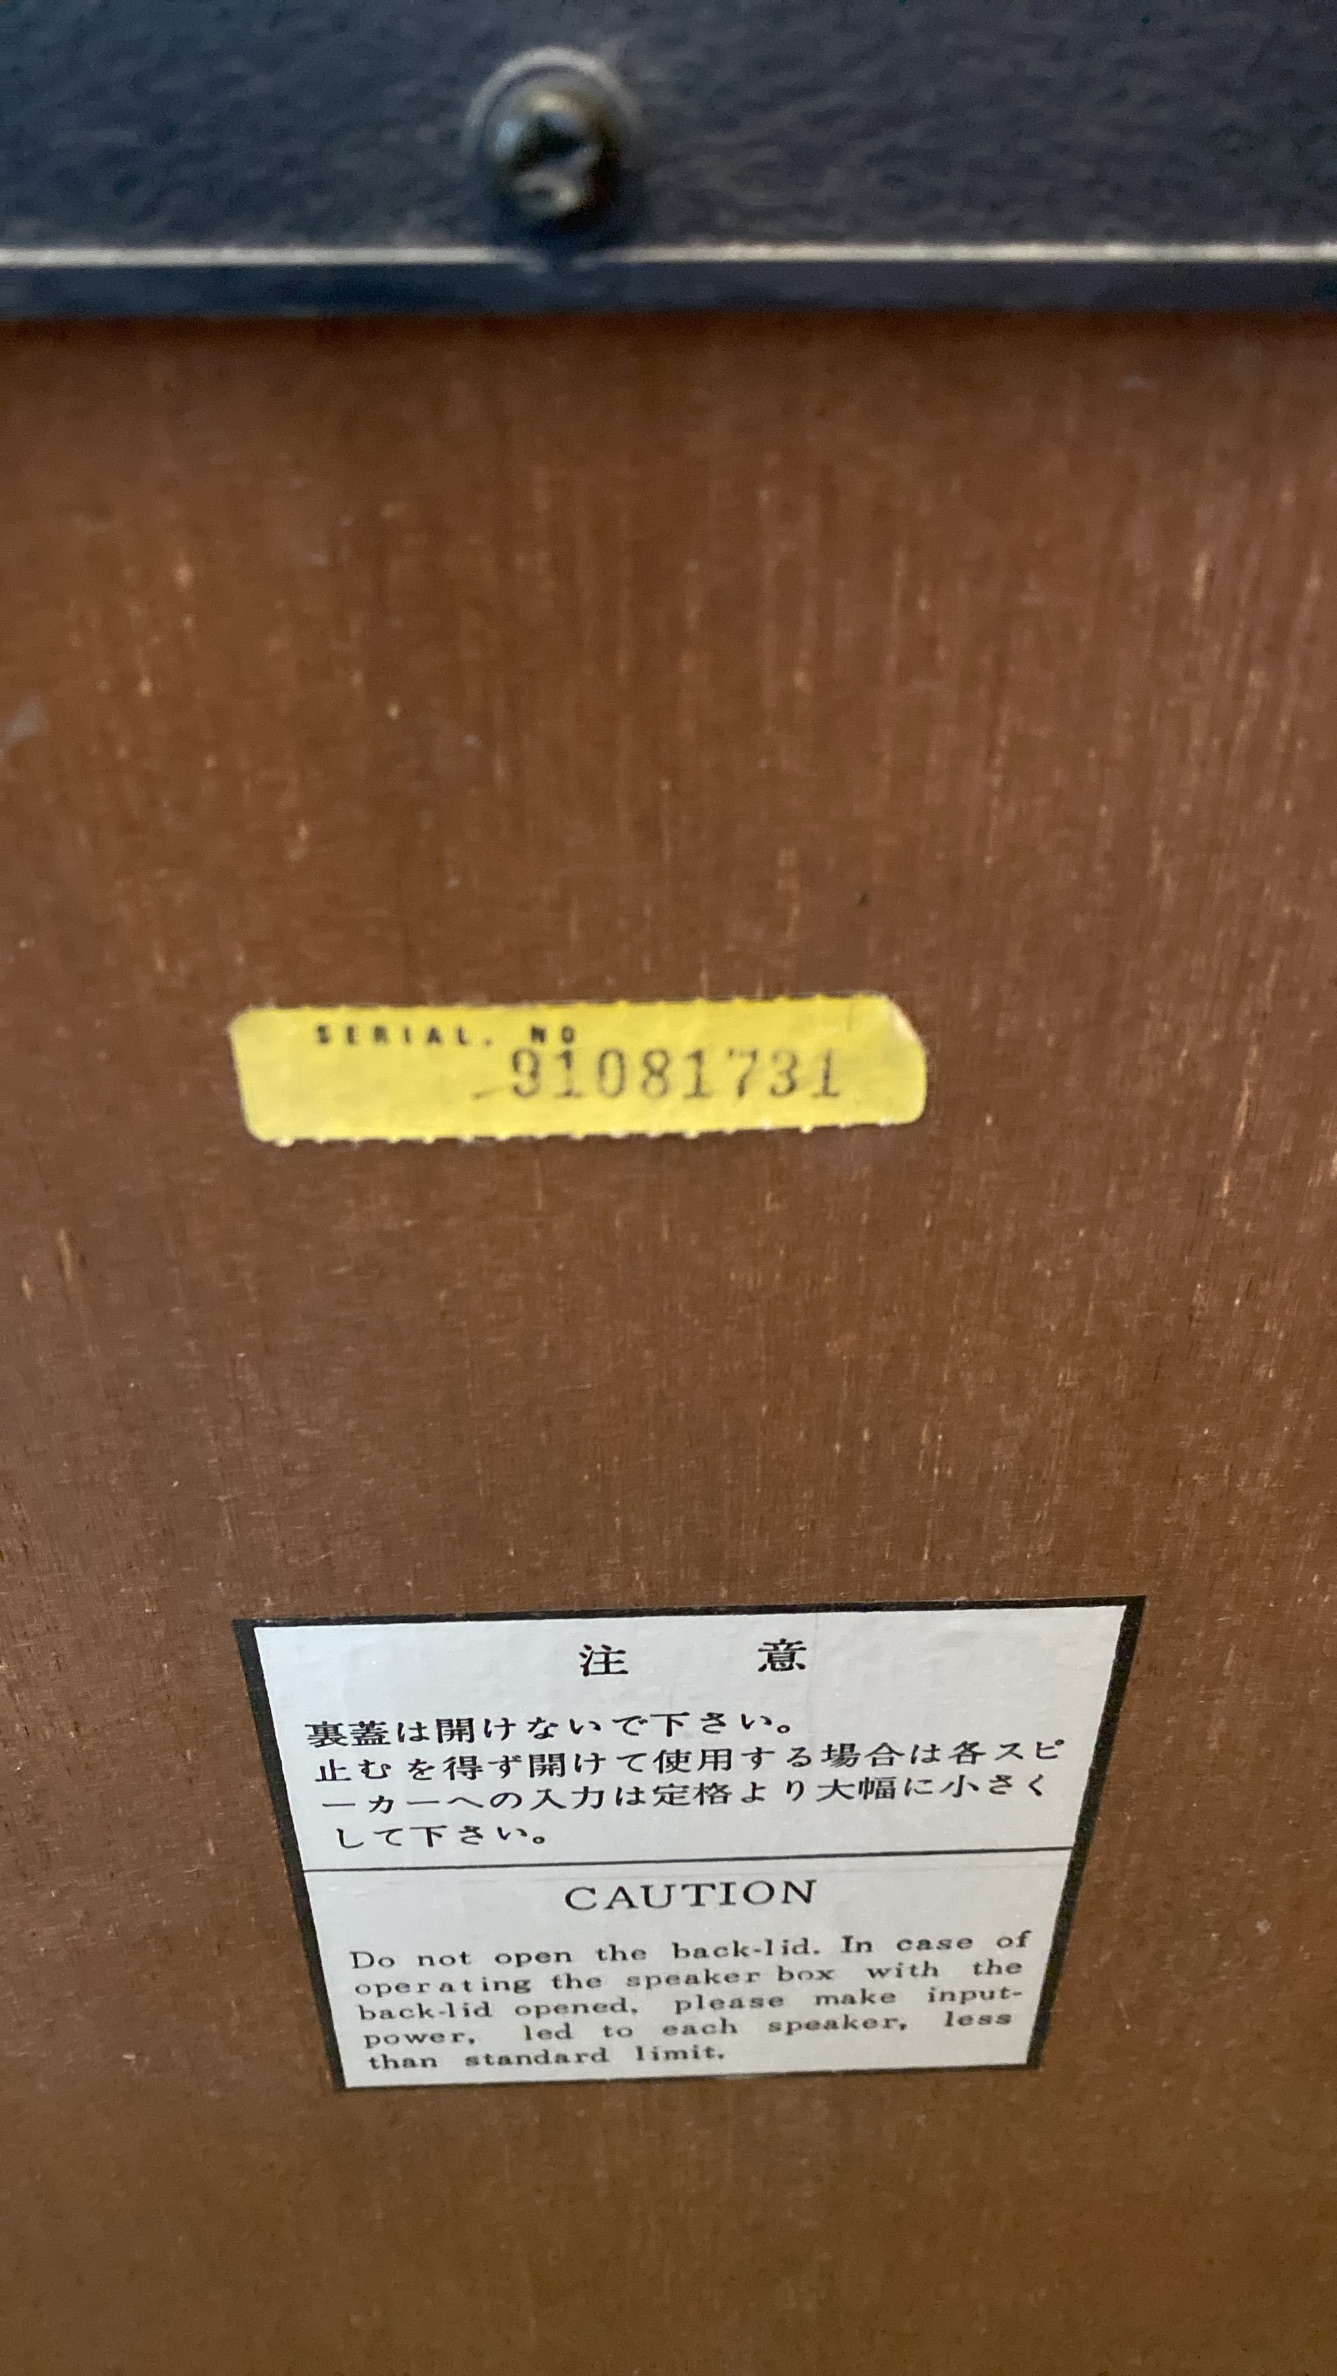 SERIAL. NO
91081731
注 意
裏蓋は開けないで下さい。
止むを得ず開けて使用する場合は各スピ
ーカーへの入力は定格より大幅に小さく
して下さい。
CAUTION
Do not open the back-lid. In case of
operating the speaker box with the
back-lid opened, please make input-
power, led to each speaker, less
than standard limit.